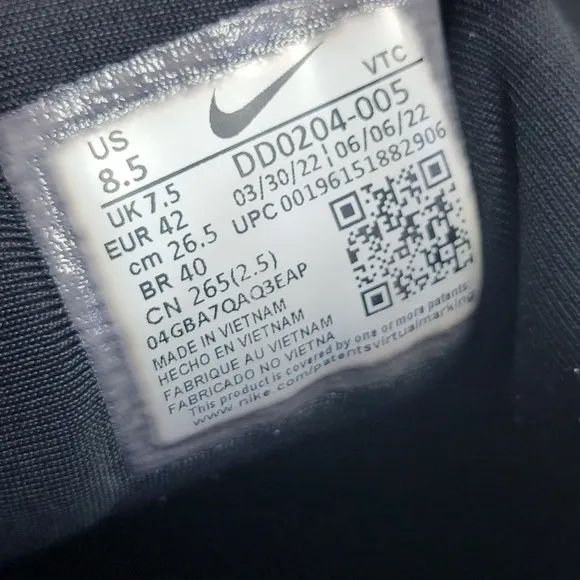 VTC
US
8.5
UK 7.5
EUR 42
cm 26.5
BR 40
CN 265(2.5)
DD0204-005
03/30/22 | 06/06/22
UPC 00196151882906
04GBA7QAQ3EAP
MADE IN VIETNAM
HECHO EN VIETNAM
FABRIQUE AU VIETNAM
FABRICADO NO VIETNA
This product is covered by one or more patents.
www.nike.com/patentsvirtualmarking